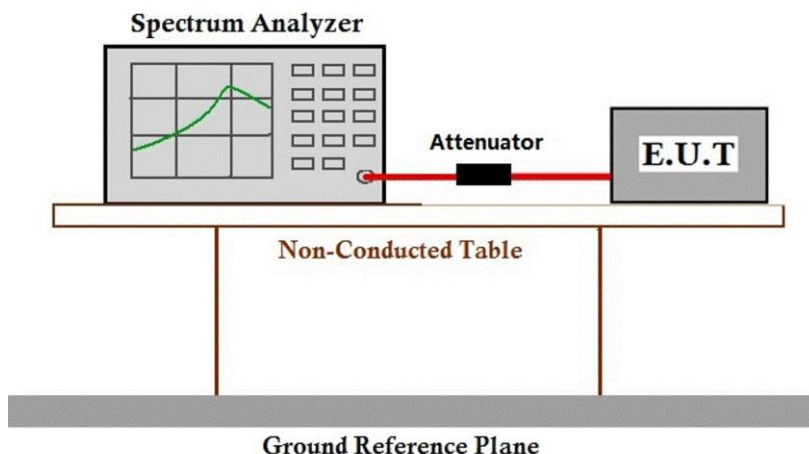 Spectrum Analyzer
Attenuator
E.U.T
Non-Conducted Table
Ground Reference Plane